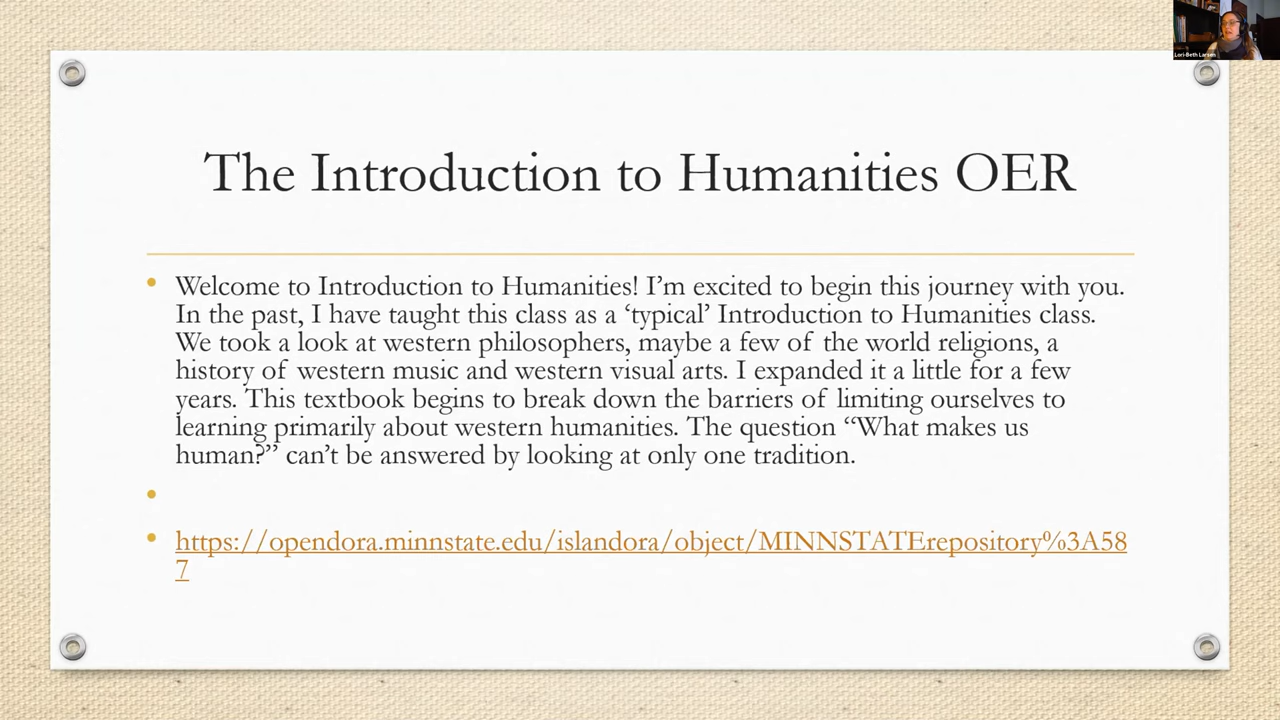 Lori-Beth Larsen
The Introduction to Humanities OER
Welcome to Introduction to Humanities! I’m excited to begin this journey with you.
In the past, I have taught this class as a ‘typical’ Introduction to Humanities class.
We took a look at western philosophers, maybe a few of the world religions, a
history of western music and western visual arts. I expanded it a little for a few
years. This textbook begins to break down the barriers of limiting ourselves to
learning primarily about western humanities. The question “What makes us
human?” can’t be answered by looking at only one tradition.
https://opendora.minnstate.edu/islandora/object/MINNSTATErepository%3A58
7